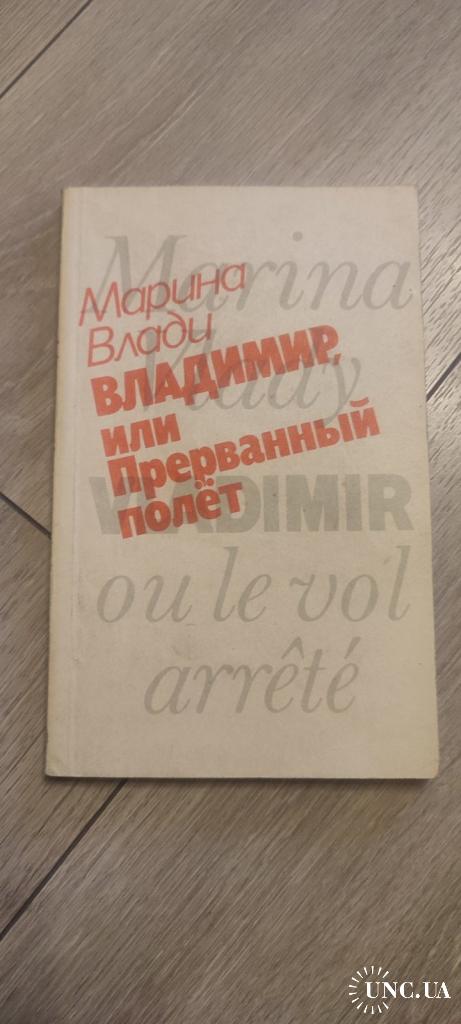 Marina
Vlady
VLADIMIR
ou le vol
arrêté
Марина
Влади
ВЛАДИМИР,
или
Прерванный
полёт
UNC.UA